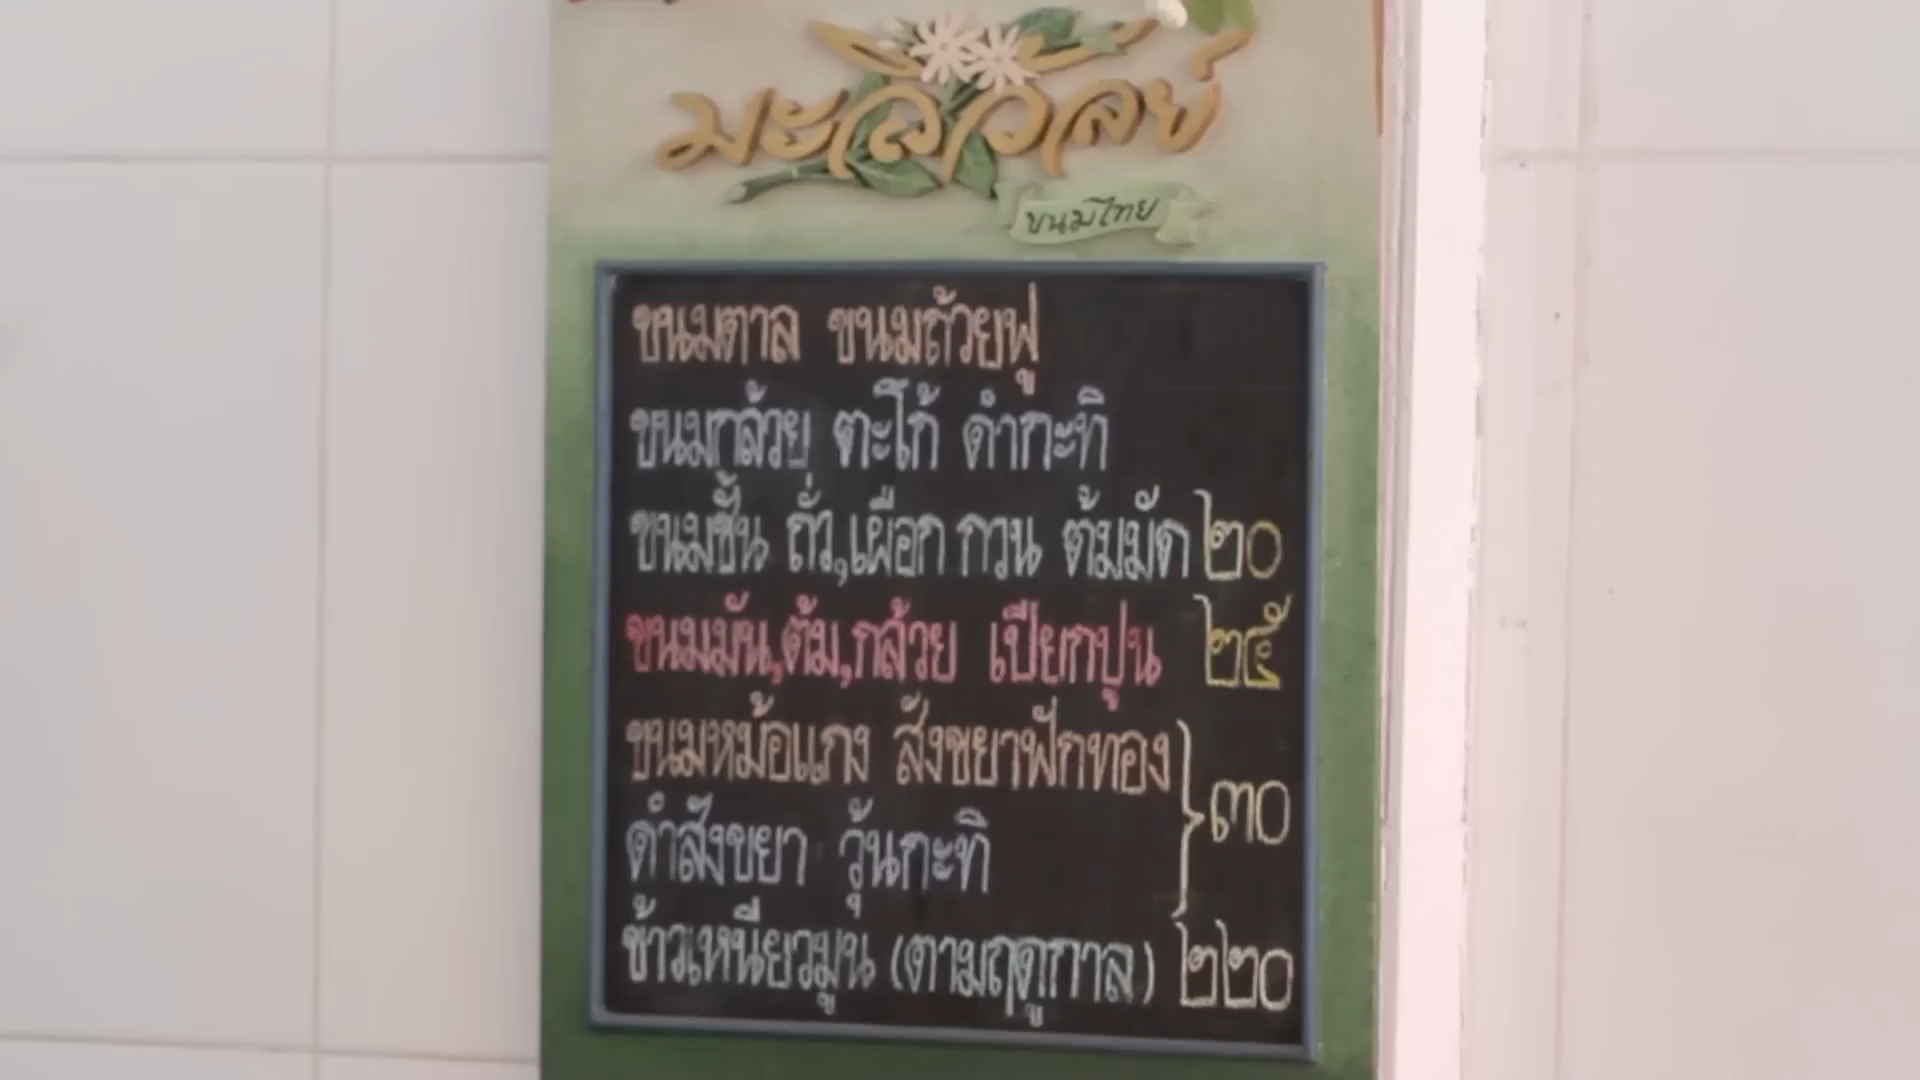 มะลิวัลย์
ขนมไทย
ขนมตาล ขนมถ้วยฟู
ขนมกล้วย ตะโก้ ดำกะทิ
ขนมชั้น ถั่ว,เผือก กวน ต้มมัด ๒๐
ขนมมัน,ต้ม,กล้วย เปียกปูน ๒๕
ขนมหม้อแกง สังขยาฟักทอง
ดำสังขยา วุ้นกะทิ } ๓๐
ข้าวเหนียวมูน (ตามฤดูกาล) ๒๒๐